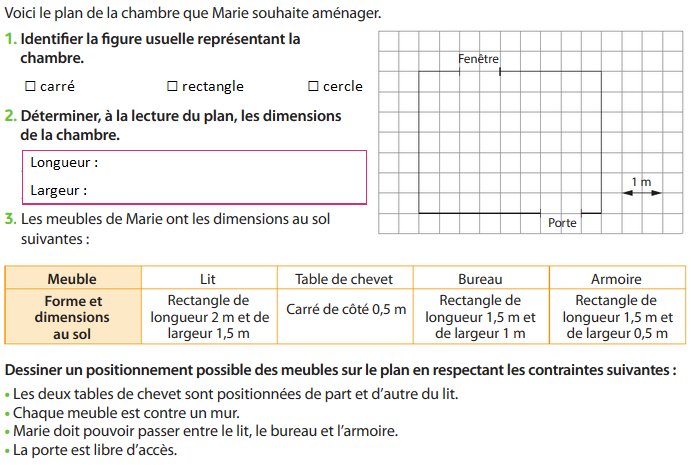 Voici le plan de la chambre que Marie souhaite aménager.
1. Identifier la figure usuelle représentant la
chambre.
☐ carré ☐ rectangle ☐ cercle
2. Déterminer, à la lecture du plan, les dimensions
de la chambre.
Longueur :
Largeur :
Fenêtre
1 m
Porte
3. Les meubles de Marie ont les dimensions au sol
suivantes :
Meuble Lit Table de chevet Bureau Armoire
Forme et
dimensions
au sol
Rectangle de
longueur 2 m et de
largeur 1,5 m
Carré de côté 0,5 m
Rectangle de
longueur 1,5 m et
de largeur 1 m
Rectangle de
longueur 1,5 m et
de largeur 0,5 m
Dessiner un positionnement possible des meubles sur le plan en respectant les contraintes suivantes :
• Les deux tables de chevet sont positionnées de part et d'autre du lit.
• Chaque meuble est contre un mur.
• Marie doit pouvoir passer entre le lit, le bureau et l'armoire.
• La porte est libre d'accès.